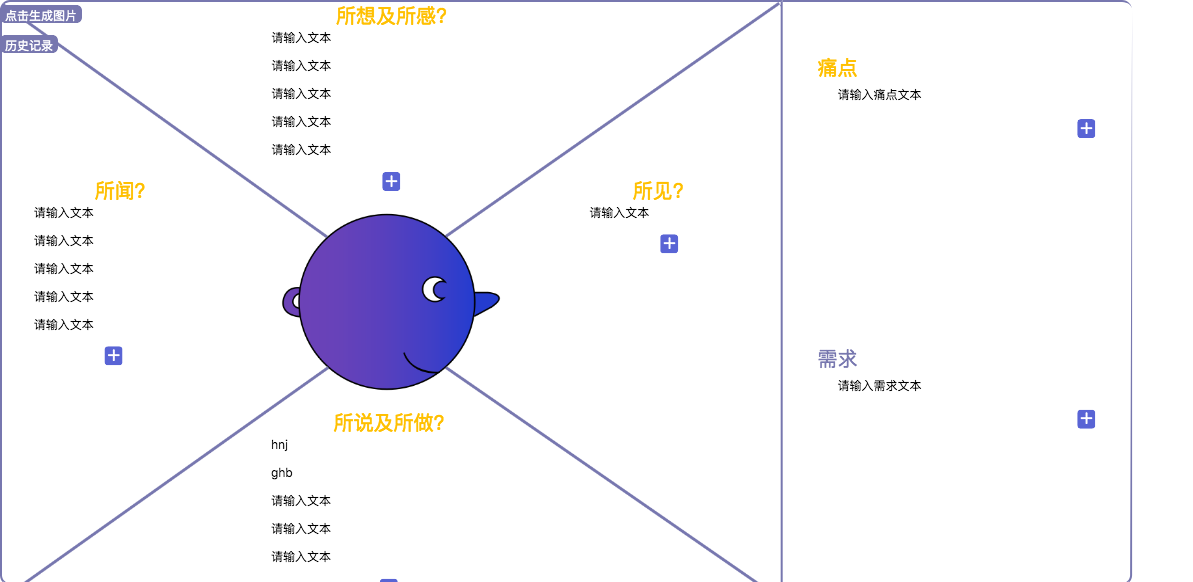 点击生成图片
历史记录
所想及所感?
请输入文本
请输入文本
请输入文本
请输入文本
请输入文本
所闻?
请输入文本
请输入文本
请输入文本
请输入文本
请输入文本
所见?
请输入文本
所说及所做?
hnj
ghb
请输入文本
请输入文本
请输入文本
痛点
请输入痛点文本
需求
请输入需求文本